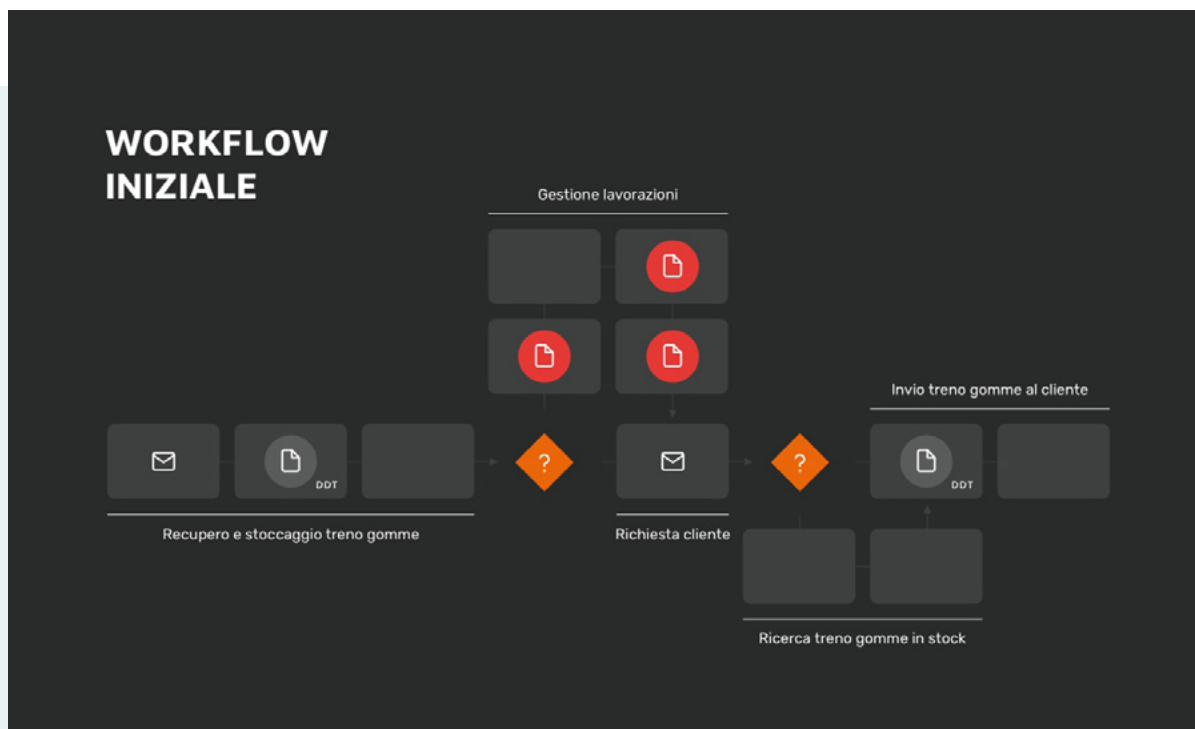 WORKFLOW
INIZIALE
Gestione lavorazioni
Invio treno gomme al cliente
?
?
DDT
DDT
Recupero e stoccaggio treno gomme
Richiesta cliente
Ricerca treno gomme in stock